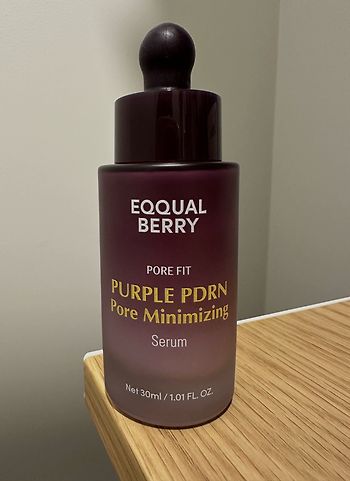 EQQUAL
BERRY
PORE FIT
PURPLE PDRN
Pore Minimizing
Serum
Net 30ml / 1.01 FL. OZ.